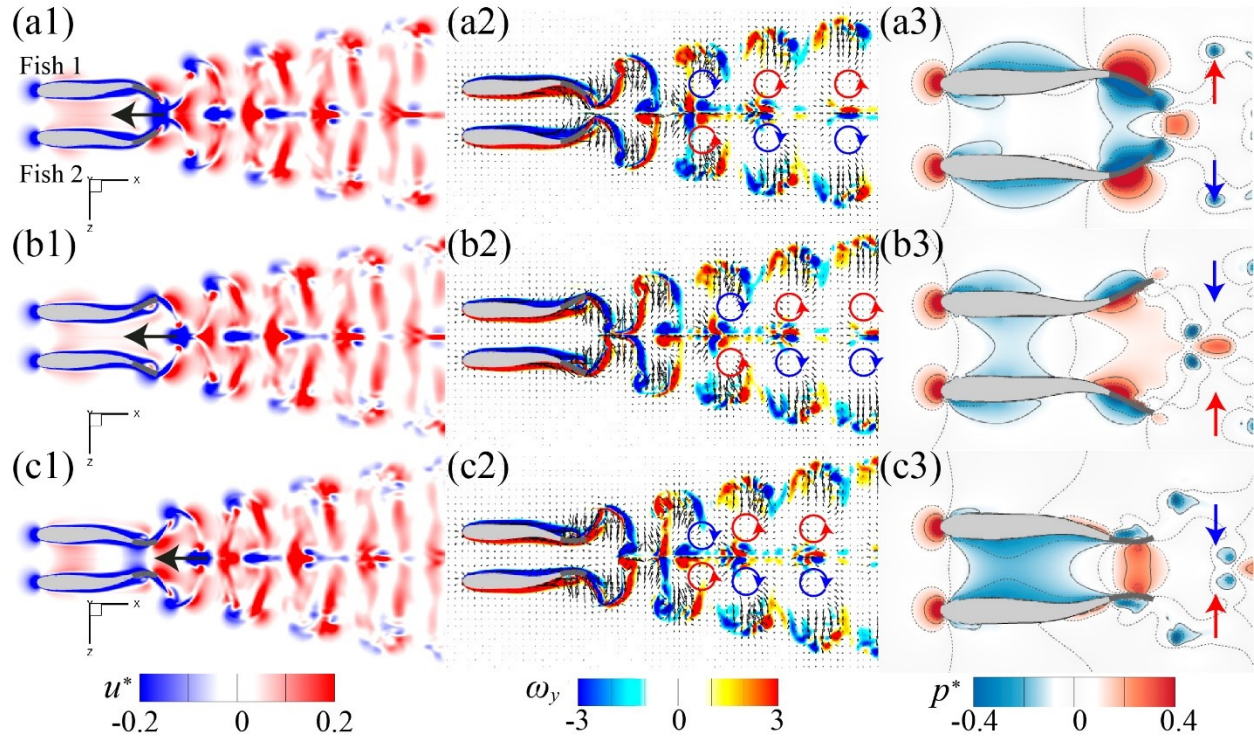 (a1)
(a2)
(a3)
Fish 1
Fish 2
Y x
z
(b1)
(b2)
(b3)
Y x
z
(c1)
(c2)
(c3)
Y x
z
u*
-0.2 0 0.2
ωy
-3 0 3
p*
-0.4 0 0.4